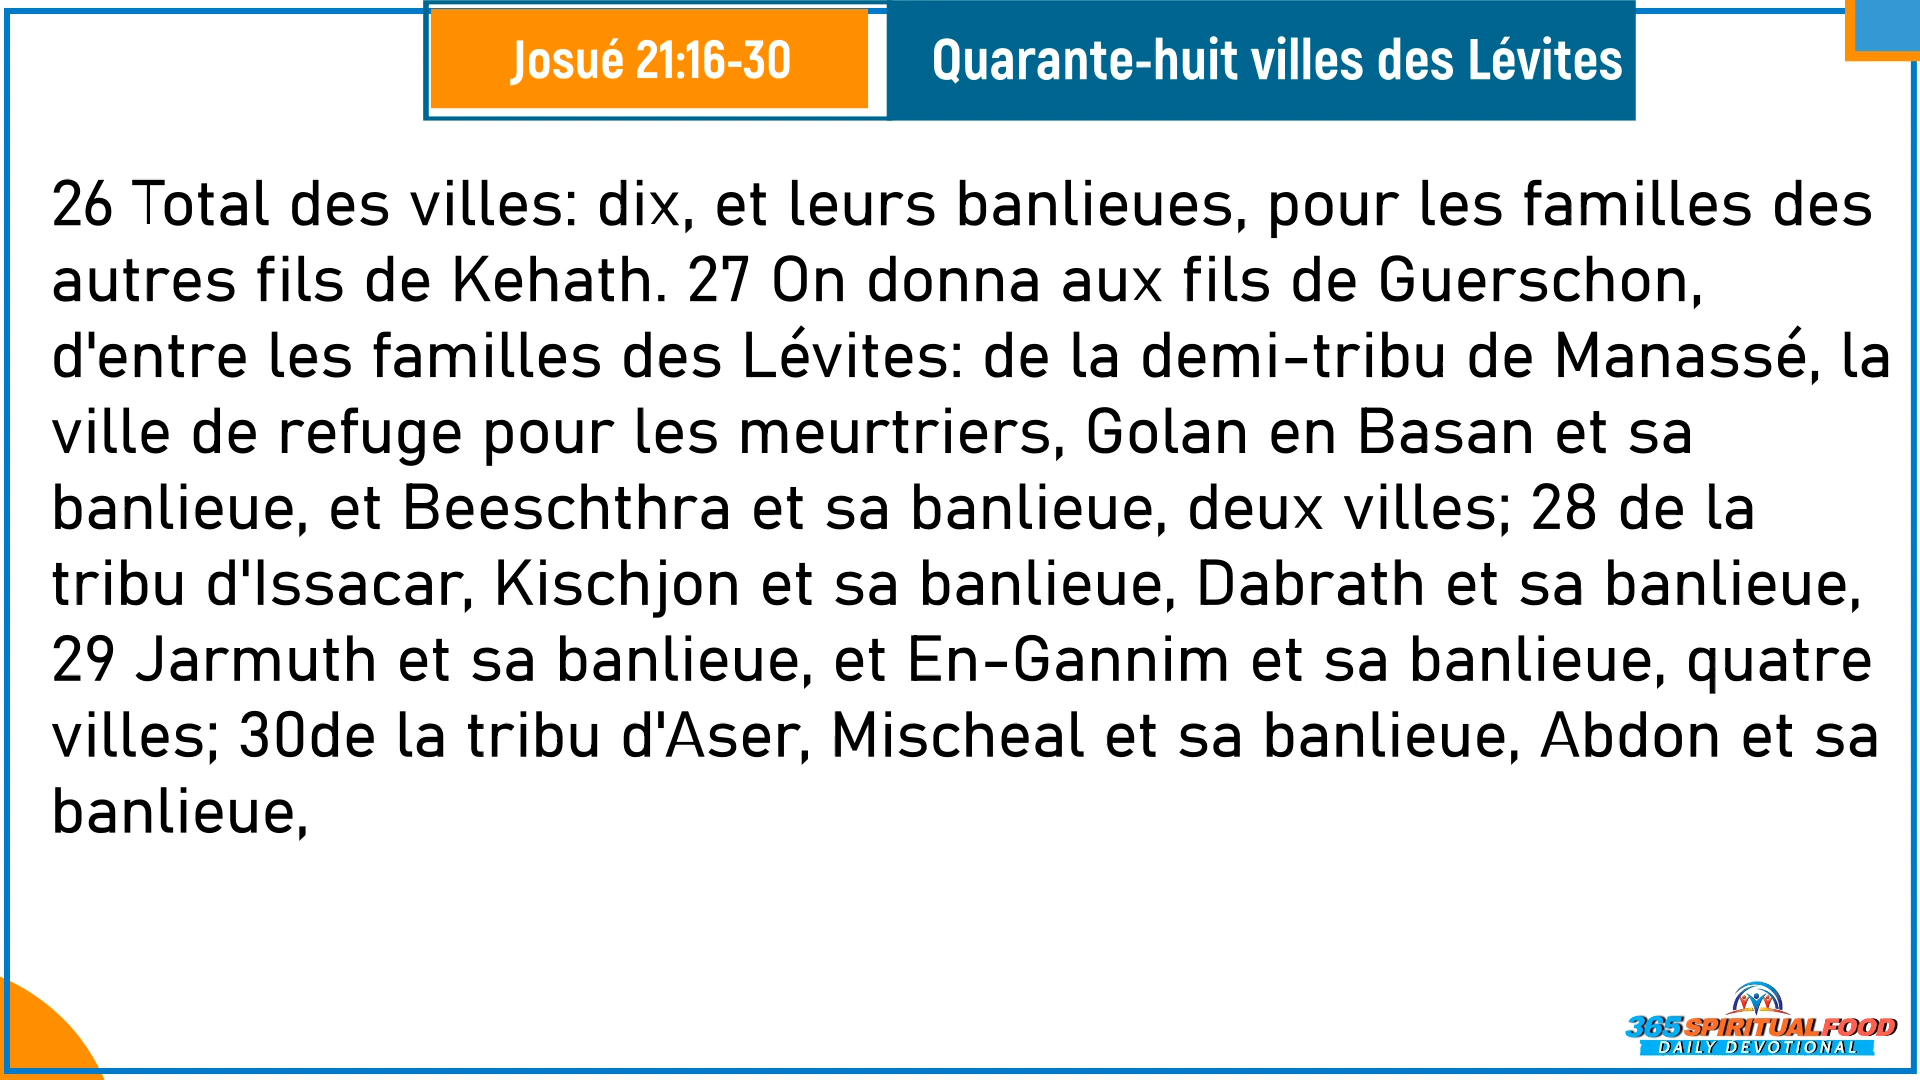 Josué 21:16-30
Quarante-huit villes des Lévites
26 Total des villes: dix, et leurs banlieues, pour les familles des
autres fils de Kehath. 27 On donna aux fils de Guerschon,
d'entre les familles des Lévites: de la demi-tribu de Manassé, la
ville de refuge pour les meurtriers, Golan en Basan et sa
banlieue, et Beeschthra et sa banlieue, deux villes; 28 de la
tribu d'Issacar, Kischjon et sa banlieue, Dabrath et sa banlieue,
29 Jarmuth et sa banlieue, et En-Gannim et sa banlieue, quatre
villes; 30de la tribu d'Aser, Mischeal et sa banlieue, Abdon et sa
banlieue,
365 SPIRITUAL FOOD
DAILY DEVOTIONAL